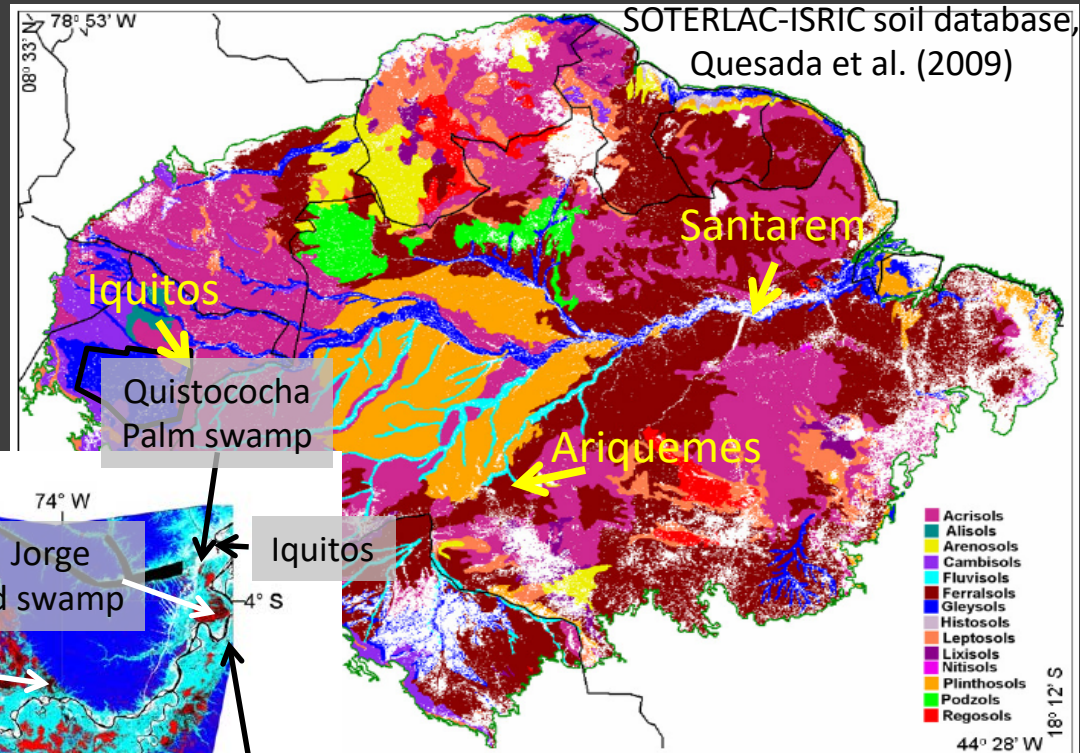 78° 53' W
08° 33' N
SOTERLAC-ISRIC soil database,
Quesada et al. (2009)
Santarem
Iquitos
Quistococha
Palm swamp
Ariquemes
74° W
Jorge
d swamp
Iquitos
4° S
Acrisols
Alisols
Arenosols
Cambisols
Fluvisols
Ferralsols
Gleysols
Histosols
Leptosols
Lixisols
Nitisols
Plinthosols
Podzols
Regosols
18° 12' S
44° 28' W